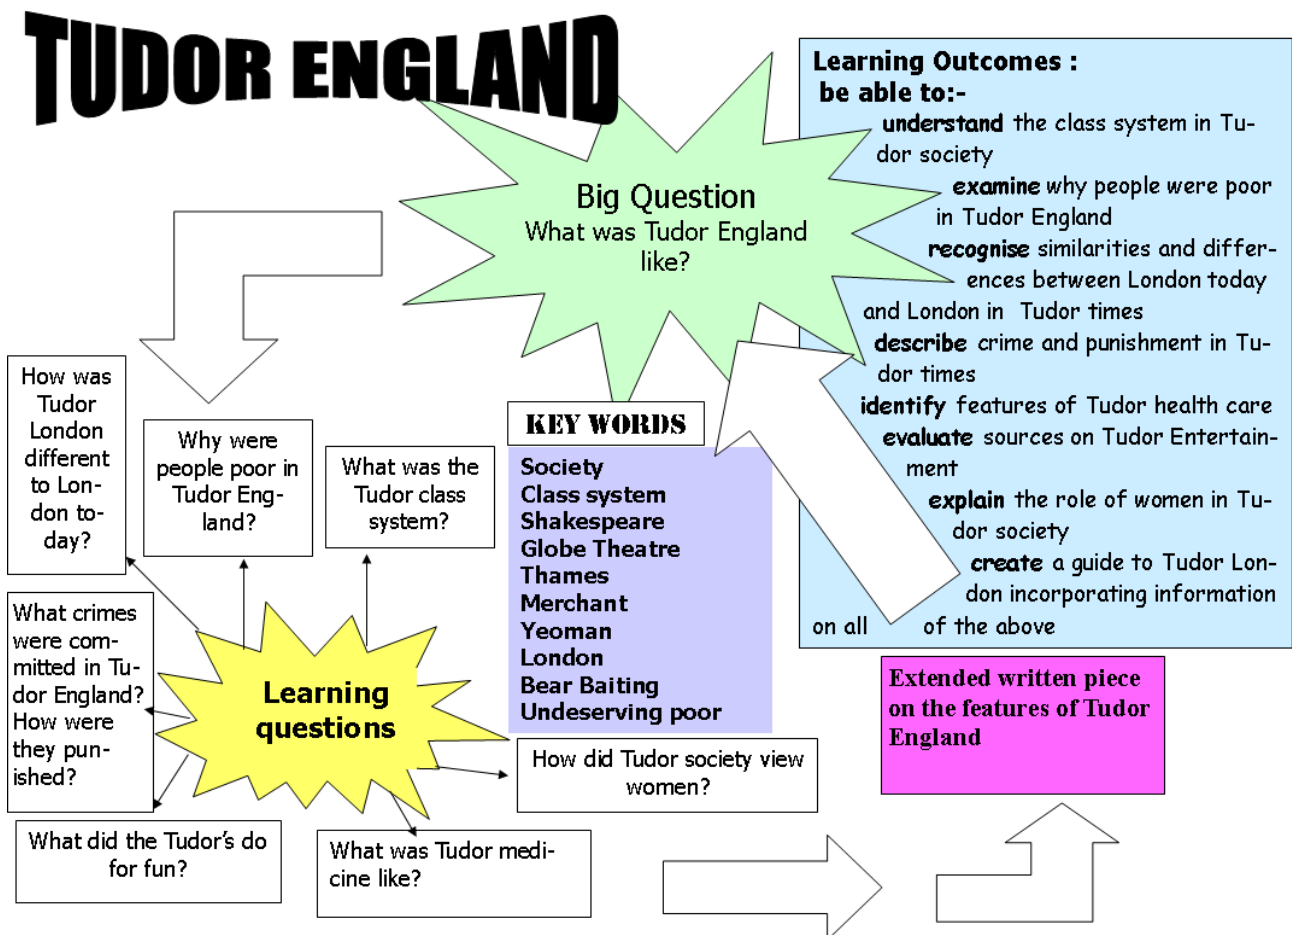 TUDOR ENGLAND
Big Question
What was Tudor England
like?
Learning Outcomes :
be able to:-
understand the class system in Tu-
dor society
examine why people were poor
in Tudor England
recognise similarities and differ-
ences between London today
and London in Tudor times
describe crime and punishment in Tu-
dor times
identify features of Tudor health care
evaluate sources on Tudor Entertain-
ment
explain the role of women in Tu-
dor society
create a guide to Tudor Lon-
don incorporating information
on all of the above
How was
Tudor
London
different
to Lon-
don to-
day?
Why were
people poor in
Tudor Eng-
land?
What was the
Tudor class
system?
KEY WORDS
Society
Class system
Shakespeare
Globe Theatre
Thames
Merchant
Yeoman
London
Bear Baiting
Undeserving poor
What crimes
were com-
mitted in Tu-
dor England?
How were
they pun-
ished?
Learning
questions
Extended written piece
on the features of Tudor
England
How did Tudor society view
women?
What did the Tudor's do
for fun?
What was Tudor medi-
cine like?